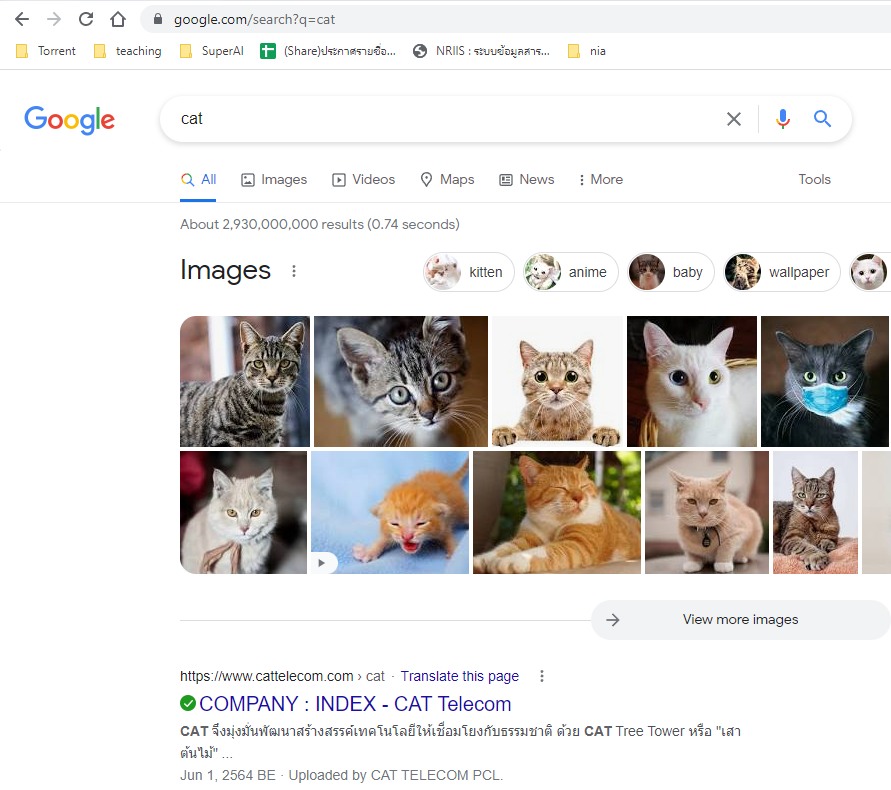 google.com/search?q=cat
Torrent teaching SuperAI (Share)ประกาศรายชื่อ... NRIIS : ระบบข้อมูลสาร... nia
Google cat
All Images Videos Maps News More Tools
About 2,930,000,000 results (0.74 seconds)
Images kitten anime baby wallpaper
View more images
https://www.cattelecom.com › cat · Translate this page
COMPANY : INDEX - CAT Telecom
CAT จึงมุ่งมั่นพัฒนาสร้างสรรค์เทคโนโลยีให้เชื่อมโยงกับธรรมชาติ ด้วย CAT Tree Tower หรือ "เสา
ต้นไม้" ...
Jun 1, 2564 BE · Uploaded by CAT TELECOM PCL.